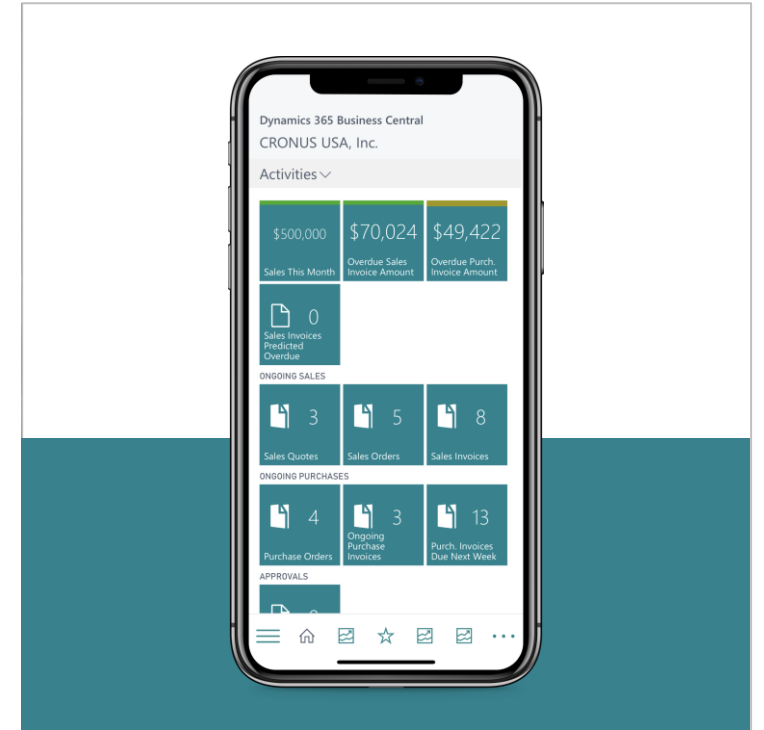 Dynamics 365 Business Central
CRONUS USA, Inc.
Activities
$500,000
Sales This Month
$70,024
Overdue Sales
Invoice Amount
$49,422
Overdue Purch.
Invoice Amount
0
Sales Invoices
Predicted
Overdue
ONGOING SALES
3
Sales Quotes
5
Sales Orders
8
Sales Invoices
ONGOING PURCHASES
4
Purchase Orders
3
Ongoing
Purchase
Invoices
13
Purch. Invoices
Due Next Week
APPROVALS